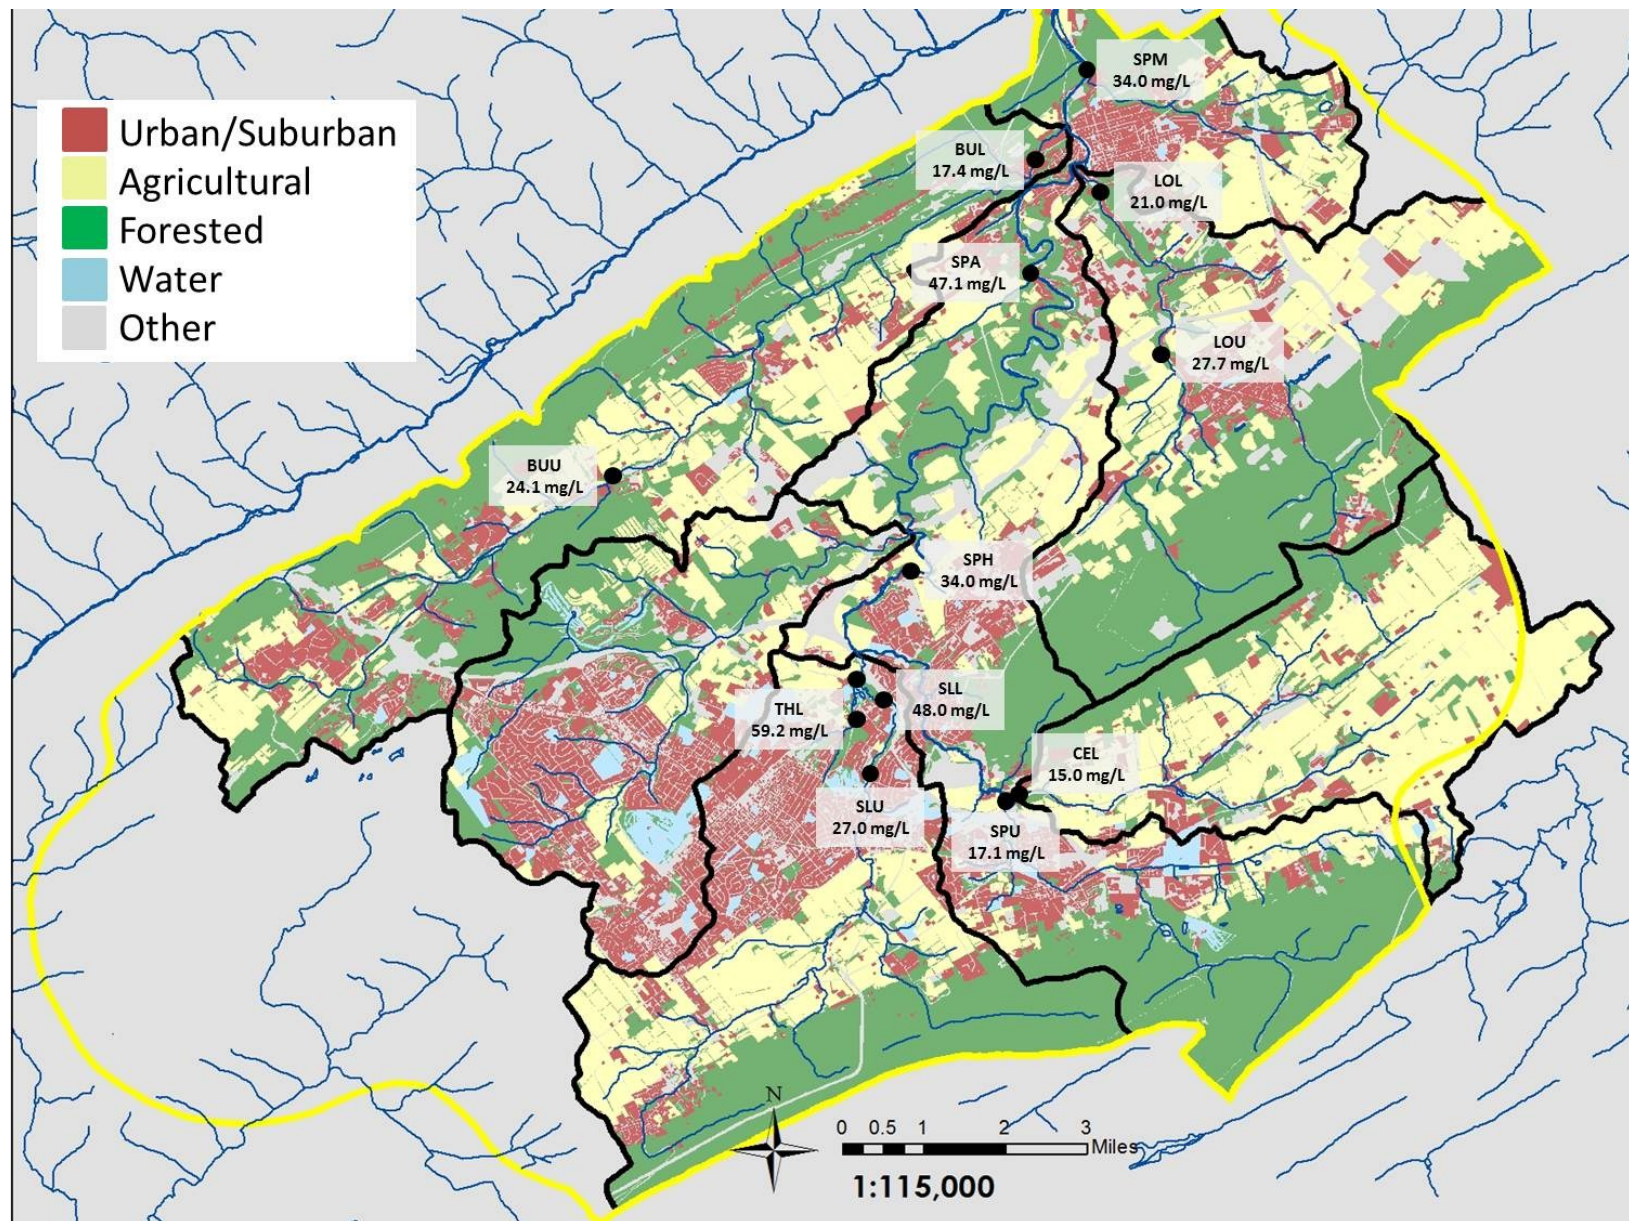 Urban/Suburban
Agricultural
Forested
Water
Other
SPM
34.0 mg/L
BUL
17.4 mg/L
LOL
21.0 mg/L
SPA
47.1 mg/L
LOU
27.7 mg/L
BUU
24.1 mg/L
SPH
34.0 mg/L
SLL
48.0 mg/L
THL
59.2 mg/L
CEL
15.0 mg/L
SLU
27.0 mg/L
SPU
17.1 mg/L
N
0 0.5 1 2 3
Miles
1:115,000